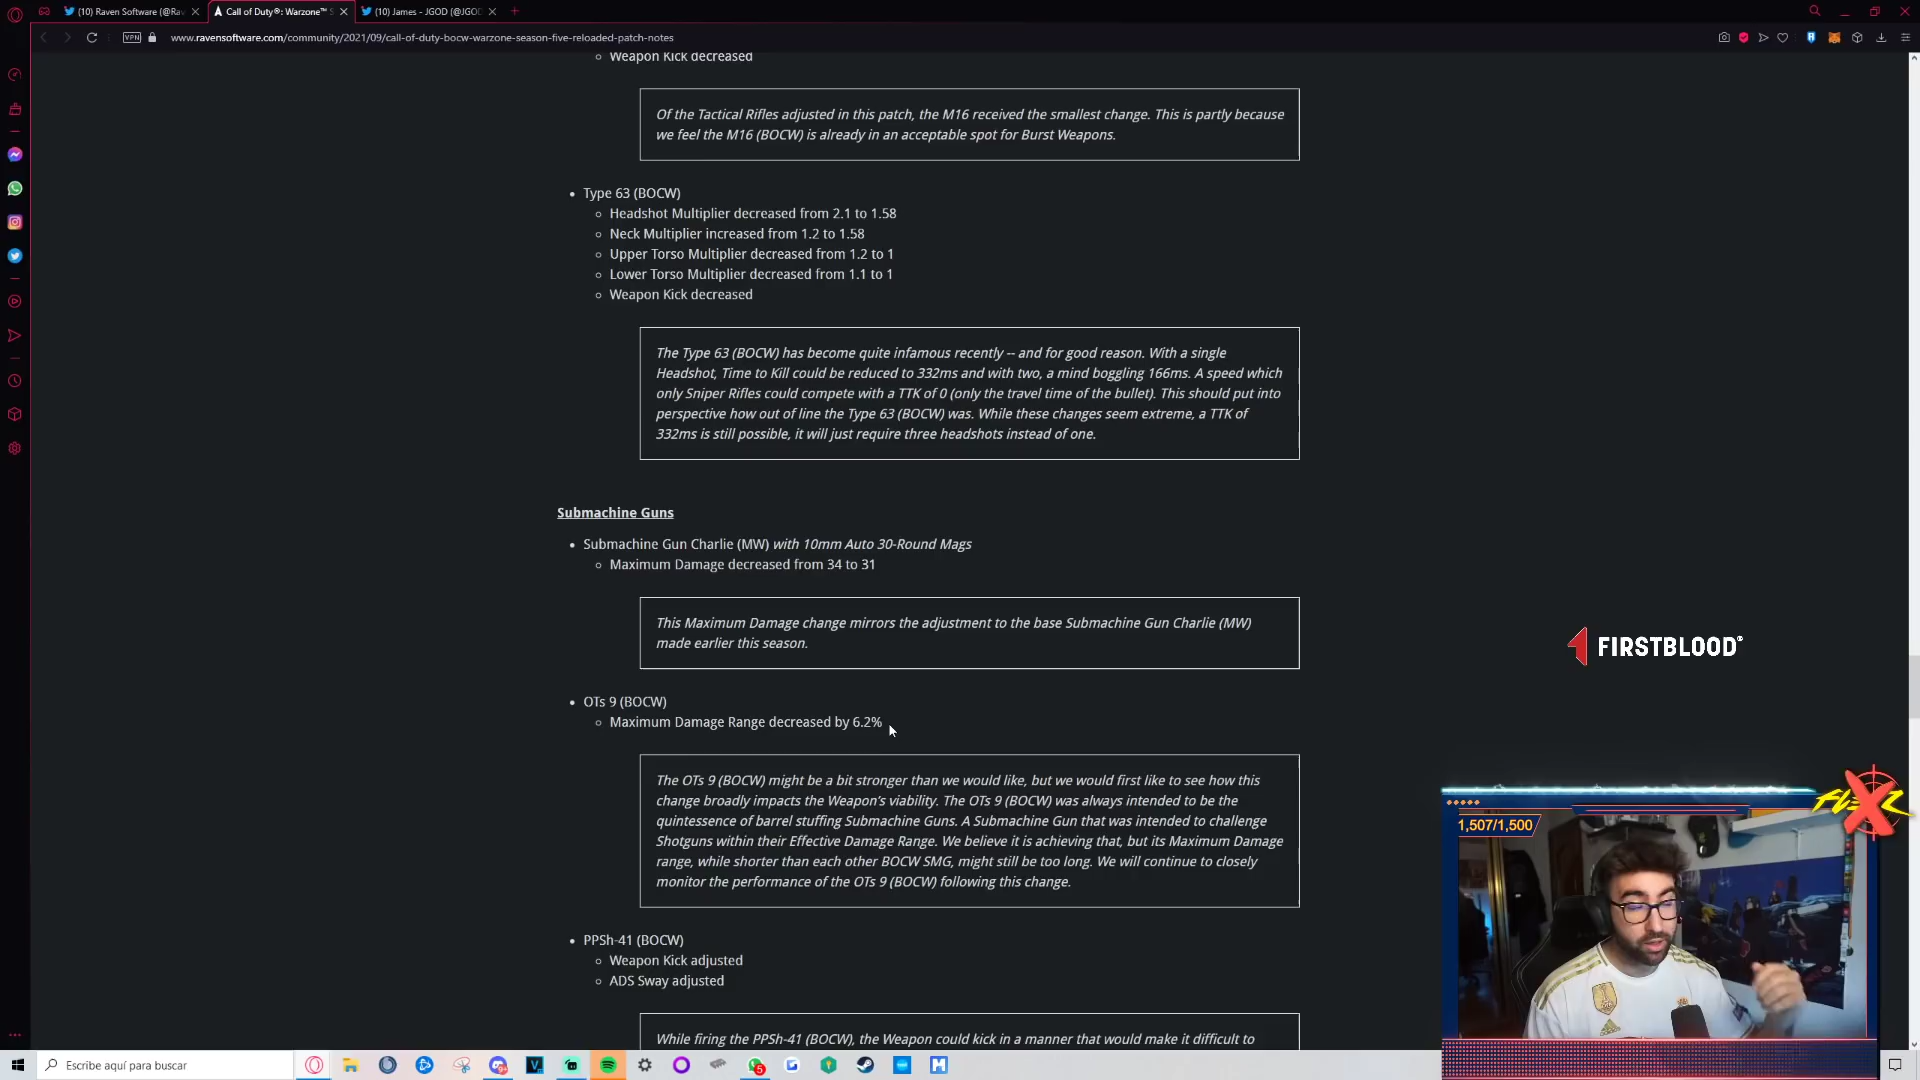 (10) Raven Software (@Rav
Call of Duty®: Warzone™ S
(10) James - JGOD (@JGOD
VPN
www.ravensoftware.com/community/2021/09/call-of-duty-bocw-warzone-season-five-reloaded-patch-notes
Weapon Kick decreased
Of the Tactical Rifles adjusted in this patch, the M16 received the smallest change. This is partly because
we feel the M16 (BOCW) is already in an acceptable spot for Burst Weapons.
Type 63 (BOCW)
Headshot Multiplier decreased from 2.1 to 1.58
Neck Multiplier increased from 1.2 to 1.58
Upper Torso Multiplier decreased from 1.2 to 1
Lower Torso Multiplier decreased from 1.1 to 1
Weapon Kick decreased
The Type 63 (BOCW) has become quite infamous recently -- and for good reason. With a single
Headshot, Time to Kill could be reduced to 332ms and with two, a mind boggling 166ms. A speed which
only Sniper Rifles could compete with a TTK of 0 (only the travel time of the bullet). This should put into
perspective how out of line the Type 63 (BOCW) was. While these changes seem extreme, a TTK of
332ms is still possible, it will just require three headshots instead of one.
Submachine Guns
Submachine Gun Charlie (MW) with 10mm Auto 30-Round Mags
Maximum Damage decreased from 34 to 31
This Maximum Damage change mirrors the adjustment to the base Submachine Gun Charlie (MW)
made earlier this season.
FIRSTBLOOD®
OTs 9 (BOCW)
Maximum Damage Range decreased by 6.2%
The OTs 9 (BOCW) might be a bit stronger than we would like, but we would first like to see how this
change broadly impacts the Weapon's viability. The OTs 9 (BOCW) was always intended to be the
quintessence of barrel stuffing Submachine Guns. A Submachine Gun that was intended to challenge
Shotguns within their Effective Damage Range. We believe it is achieving that, but its Maximum Damage
range, while shorter than each other BOCW SMG, might still be too long. We will continue to closely
monitor the performance of the OTs 9 (BOCW) following this change.
1,507/1,500
PPSh-41 (BOCW)
Weapon Kick adjusted
ADS Sway adjusted
While firing the PPSh-41 (BOCW), the Weapon could kick in a manner that would make it difficult to
Escribe aquí para buscar